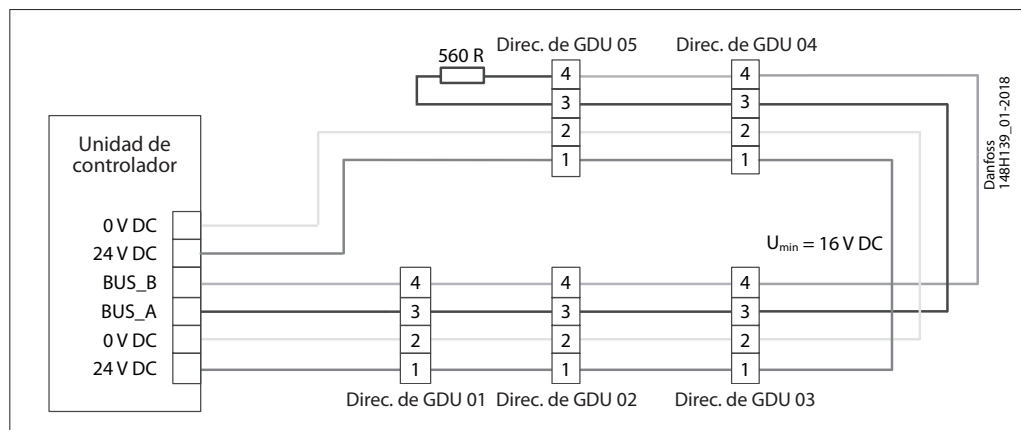 560 R
Direc. de GDU 05
Direc. de GDU 04
4
4
3
3
2
2
1
1
Danfoss
148H139_01-2018
Unidad de
controlador
0 V DC
24 V DC
BUS_B
BUS_A
0 V DC
24 V DC
Umin = 16 V DC
4
4
4
3
3
3
2
2
2
1
1
1
Direc. de GDU 01
Direc. de GDU 02
Direc. de GDU 03